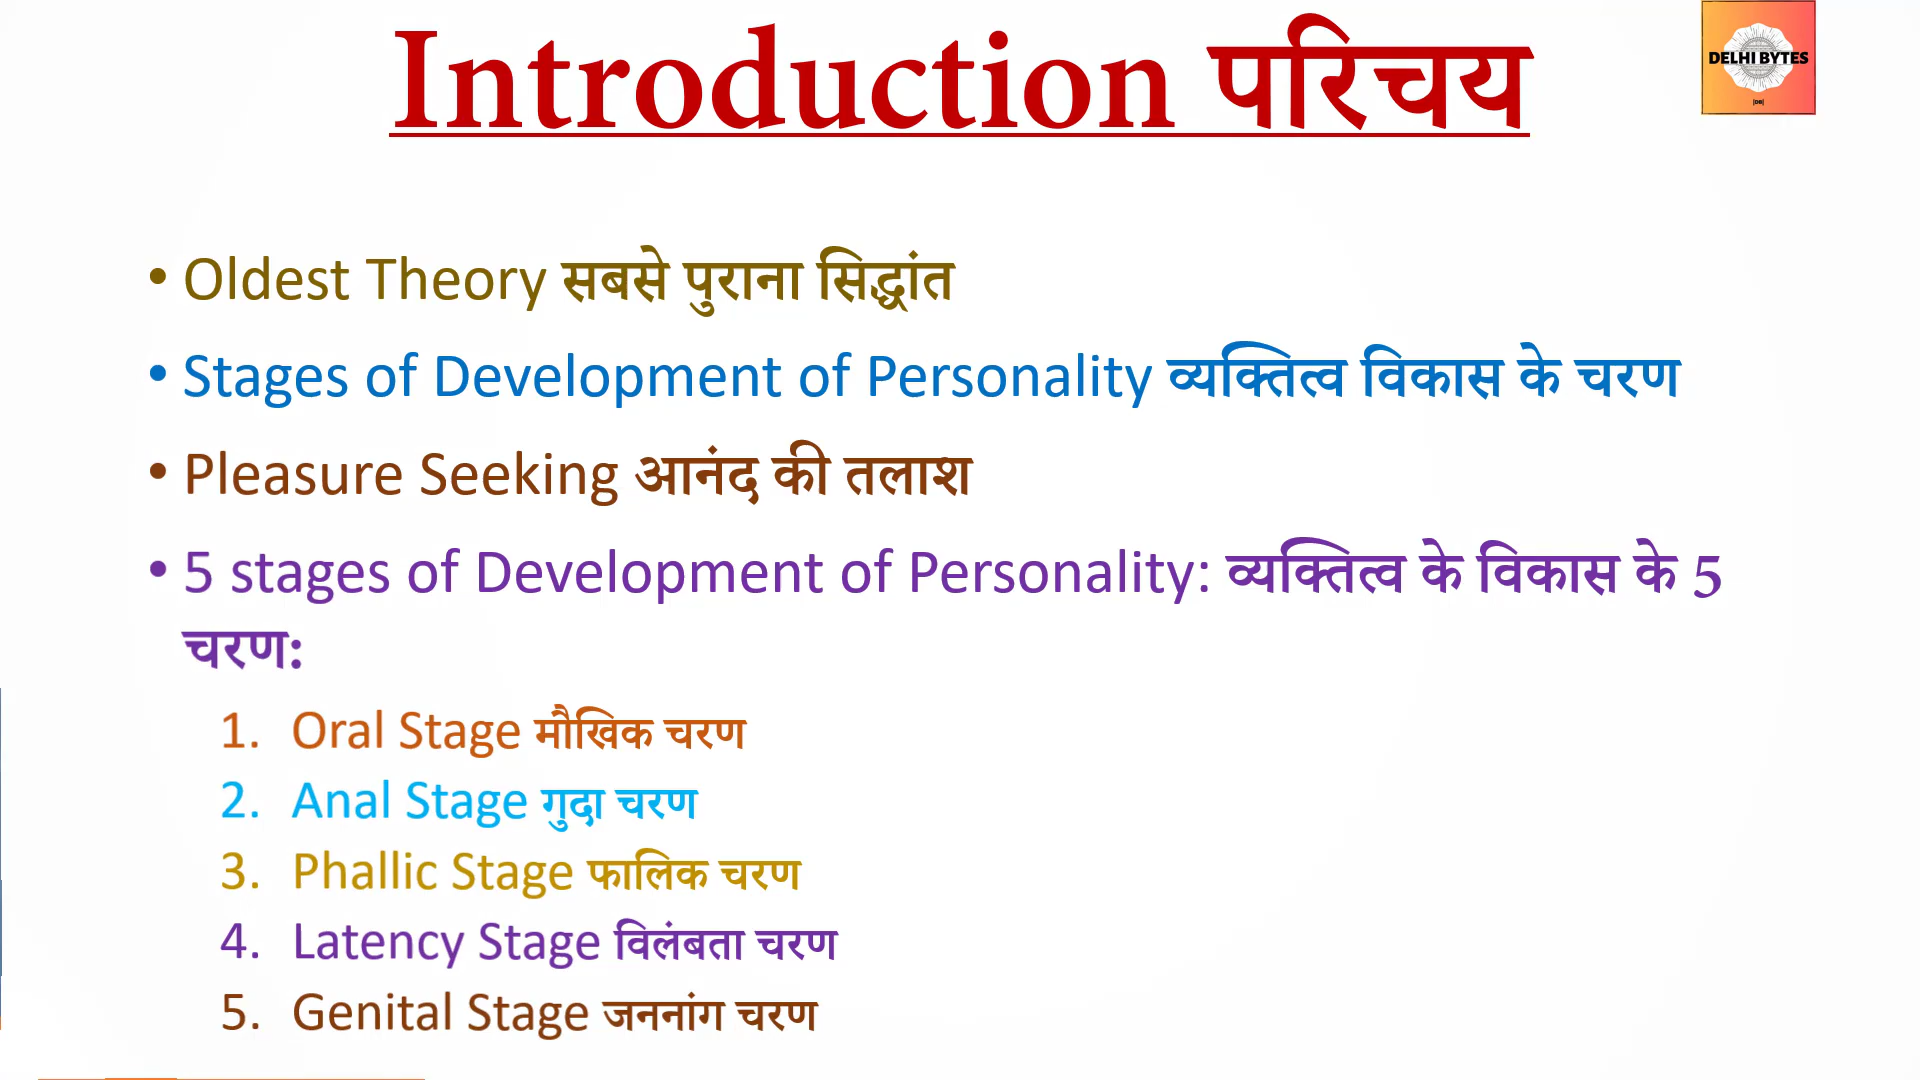 Introduction परिचय
DELHI BYTES
|DB|
• Oldest Theory सबसे पुराना सिद्धांत
• Stages of Development of Personality व्यक्तित्व विकास के चरण
• Pleasure Seeking आनंद की तलाश
• 5 stages of Development of Personality: व्यक्तित्व के विकास के 5
चरण:
1. Oral Stage मौखिक चरण
2. Anal Stage गुदा चरण
3. Phallic Stage फालिक चरण
4. Latency Stage विलंबता चरण
5. Genital Stage जननांग चरण